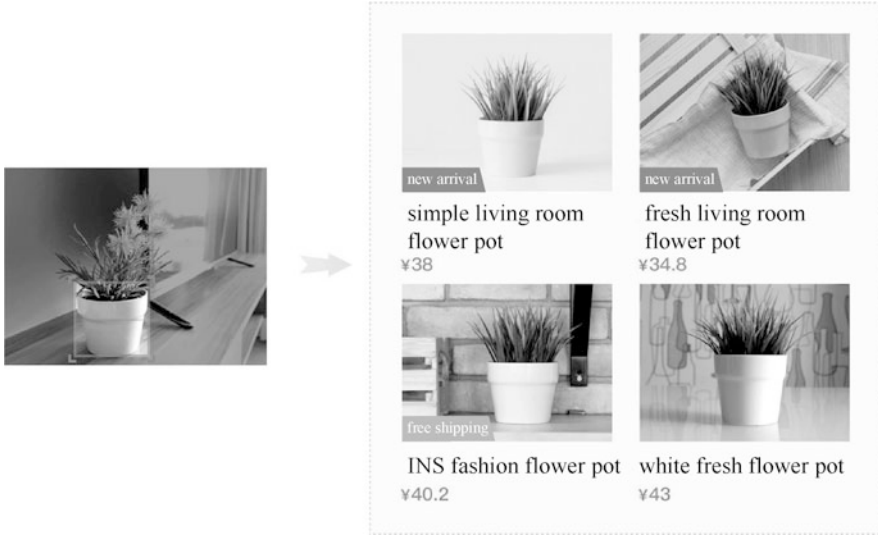 new arrival
new arrival
simple living room
flower pot
¥38
fresh living room
flower pot
¥34.8
free shipping
INS fashion flower pot
¥40.2
white fresh flower pot
¥43